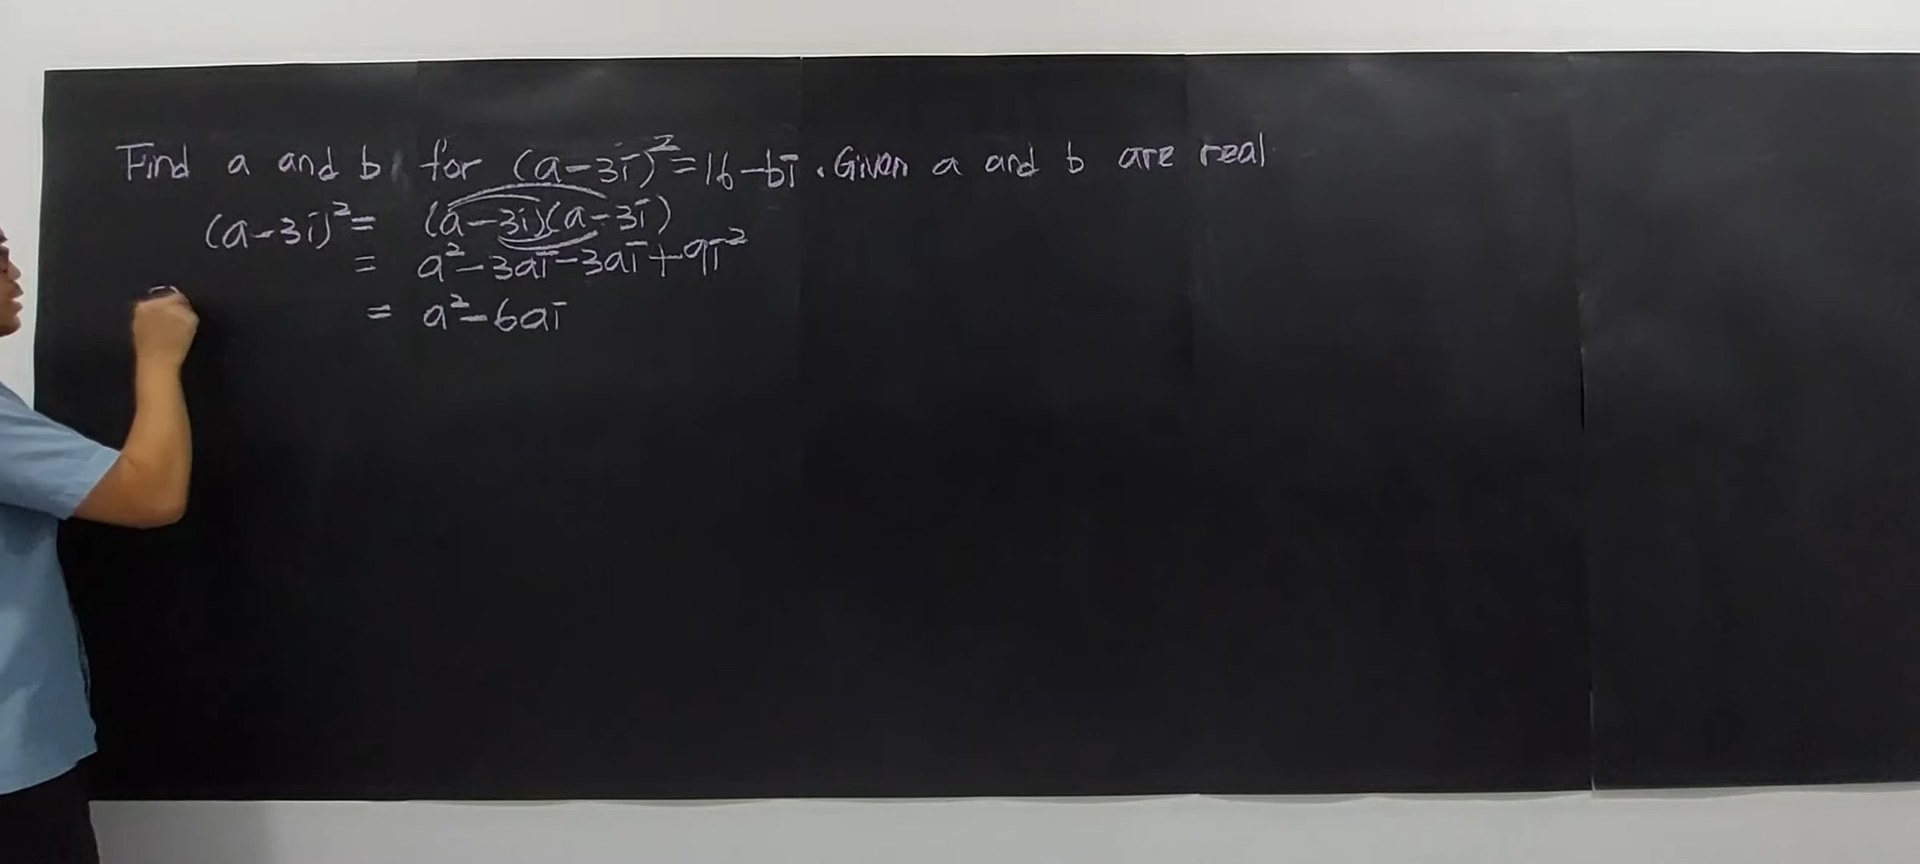 Find a and b, for (a-3i)²=16-bi. Given a and b are real
(a-3i)²= (a-3i)(a-3i)
= a²-3ai-3ai+9i²
= a²-6ai